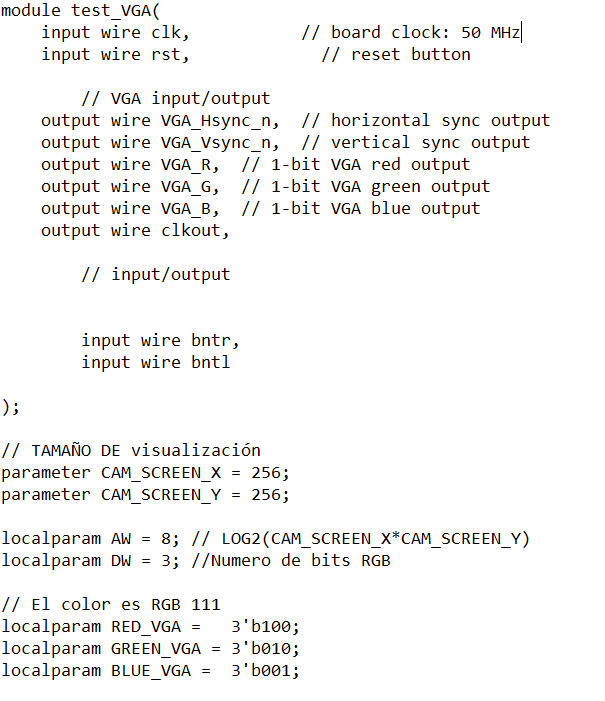 module test_VGA(
    input wire clk,           // board clock: 50 MHz
    input wire rst,             // reset button

        // VGA input/output
    output wire VGA_Hsync_n,  // horizontal sync output
    output wire VGA_Vsync_n,  // vertical sync output
    output wire VGA_R,  // 1-bit VGA red output
    output wire VGA_G,  // 1-bit VGA green output
    output wire VGA_B,  // 1-bit VGA blue output
    output wire clkout,

        // input/output


        input wire bntr,
        input wire bntl

);

// TAMAÑO DE visualización
parameter CAM_SCREEN_X = 256;
parameter CAM_SCREEN_Y = 256;

localparam AW = 8; // LOG2(CAM_SCREEN_X*CAM_SCREEN_Y)
localparam DW = 3; //Numero de bits RGB

// El color es RGB 111
localparam RED_VGA =   3'b100;
localparam GREEN_VGA = 3'b010;
localparam BLUE_VGA =  3'b001;